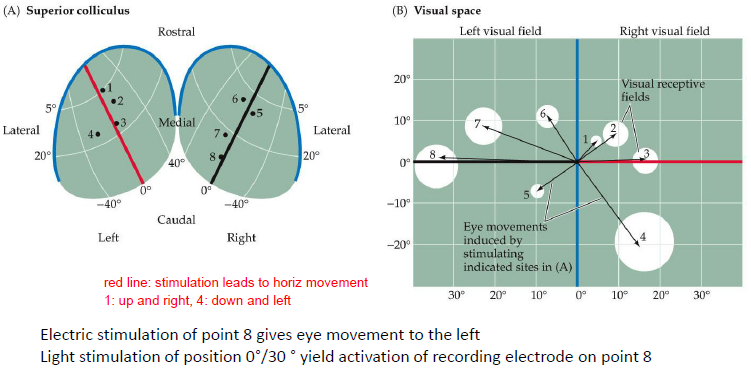 (A) Superior colliculus
Rostral
1
2
3
4
5°
20°
Lateral
Medial
6
5
7
8
5°
20°
Lateral
40°
0°
0°
−40°
−40°
Caudal
Left
Right
red line: stimulation leads to horiz movement
1: up and right, 4: down and left
(B) Visual space
Left visual field
Right visual field
20°
10°
0°
−10°
−20°
Visual receptive
fields
6
7
8
1
2
3
5
4
Eye movements
induced by
stimulating
indicated sites in (A)
30°
20°
10°
0°
10°
20°
30°
Electric stimulation of point 8 gives eye movement to the left
Light stimulation of position 0°/30 ° yield activation of recording electrode on point 8